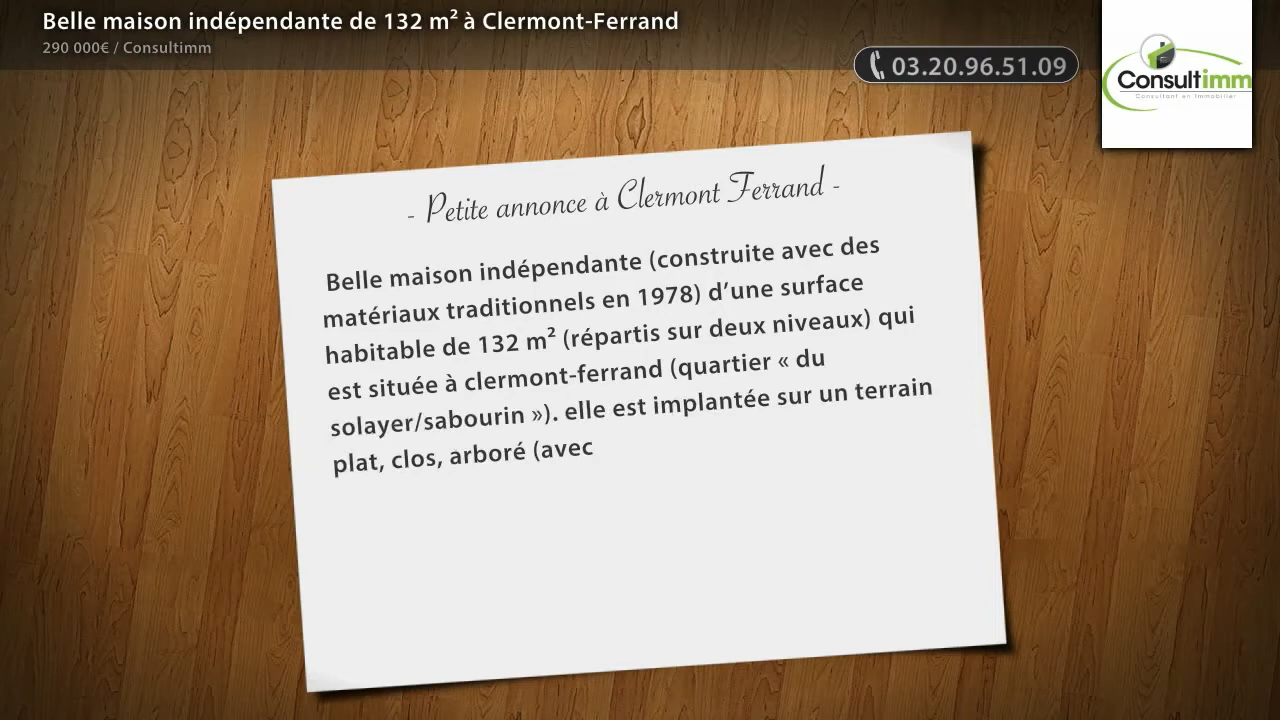 Belle maison indépendante de 132 m² à Clermont-Ferrand
290 000€ / Consultimm
03.20.96.51.09
Consultimm
Consultant en Immobilier
- Petite annonce à Clermont Ferrand -
Belle maison indépendante (construite avec des
matériaux traditionnels en 1978) d’une surface
habitable de 132 m² (répartis sur deux niveaux) qui
est située à clermont-ferrand (quartier « du
solayer/sabourin »). elle est implantée sur un terrain
plat, clos, arboré (avec